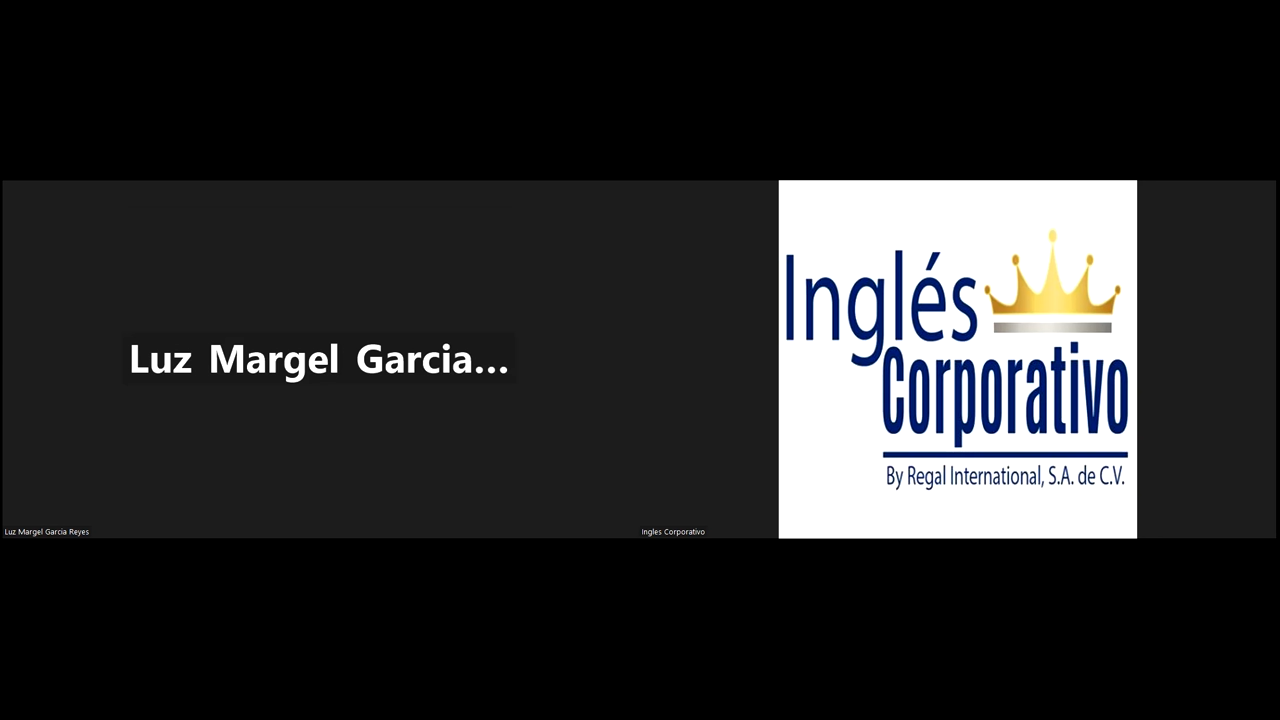 Luz Margel Garcia...
Luz Margel Garcia Reyes
Inglés
Corporativo
By Regal International, S.A. de C.V.
Ingles Corporativo